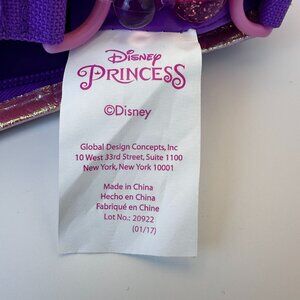 Disney
PRINCESS
©Disney
Global Design Concepts, Inc
10 West 33rd Street, Suite 1100
New York, New York 10001
Made in China
Hecho en China
Fabriqué en Chine
Lot No.: 20922
(01/17)